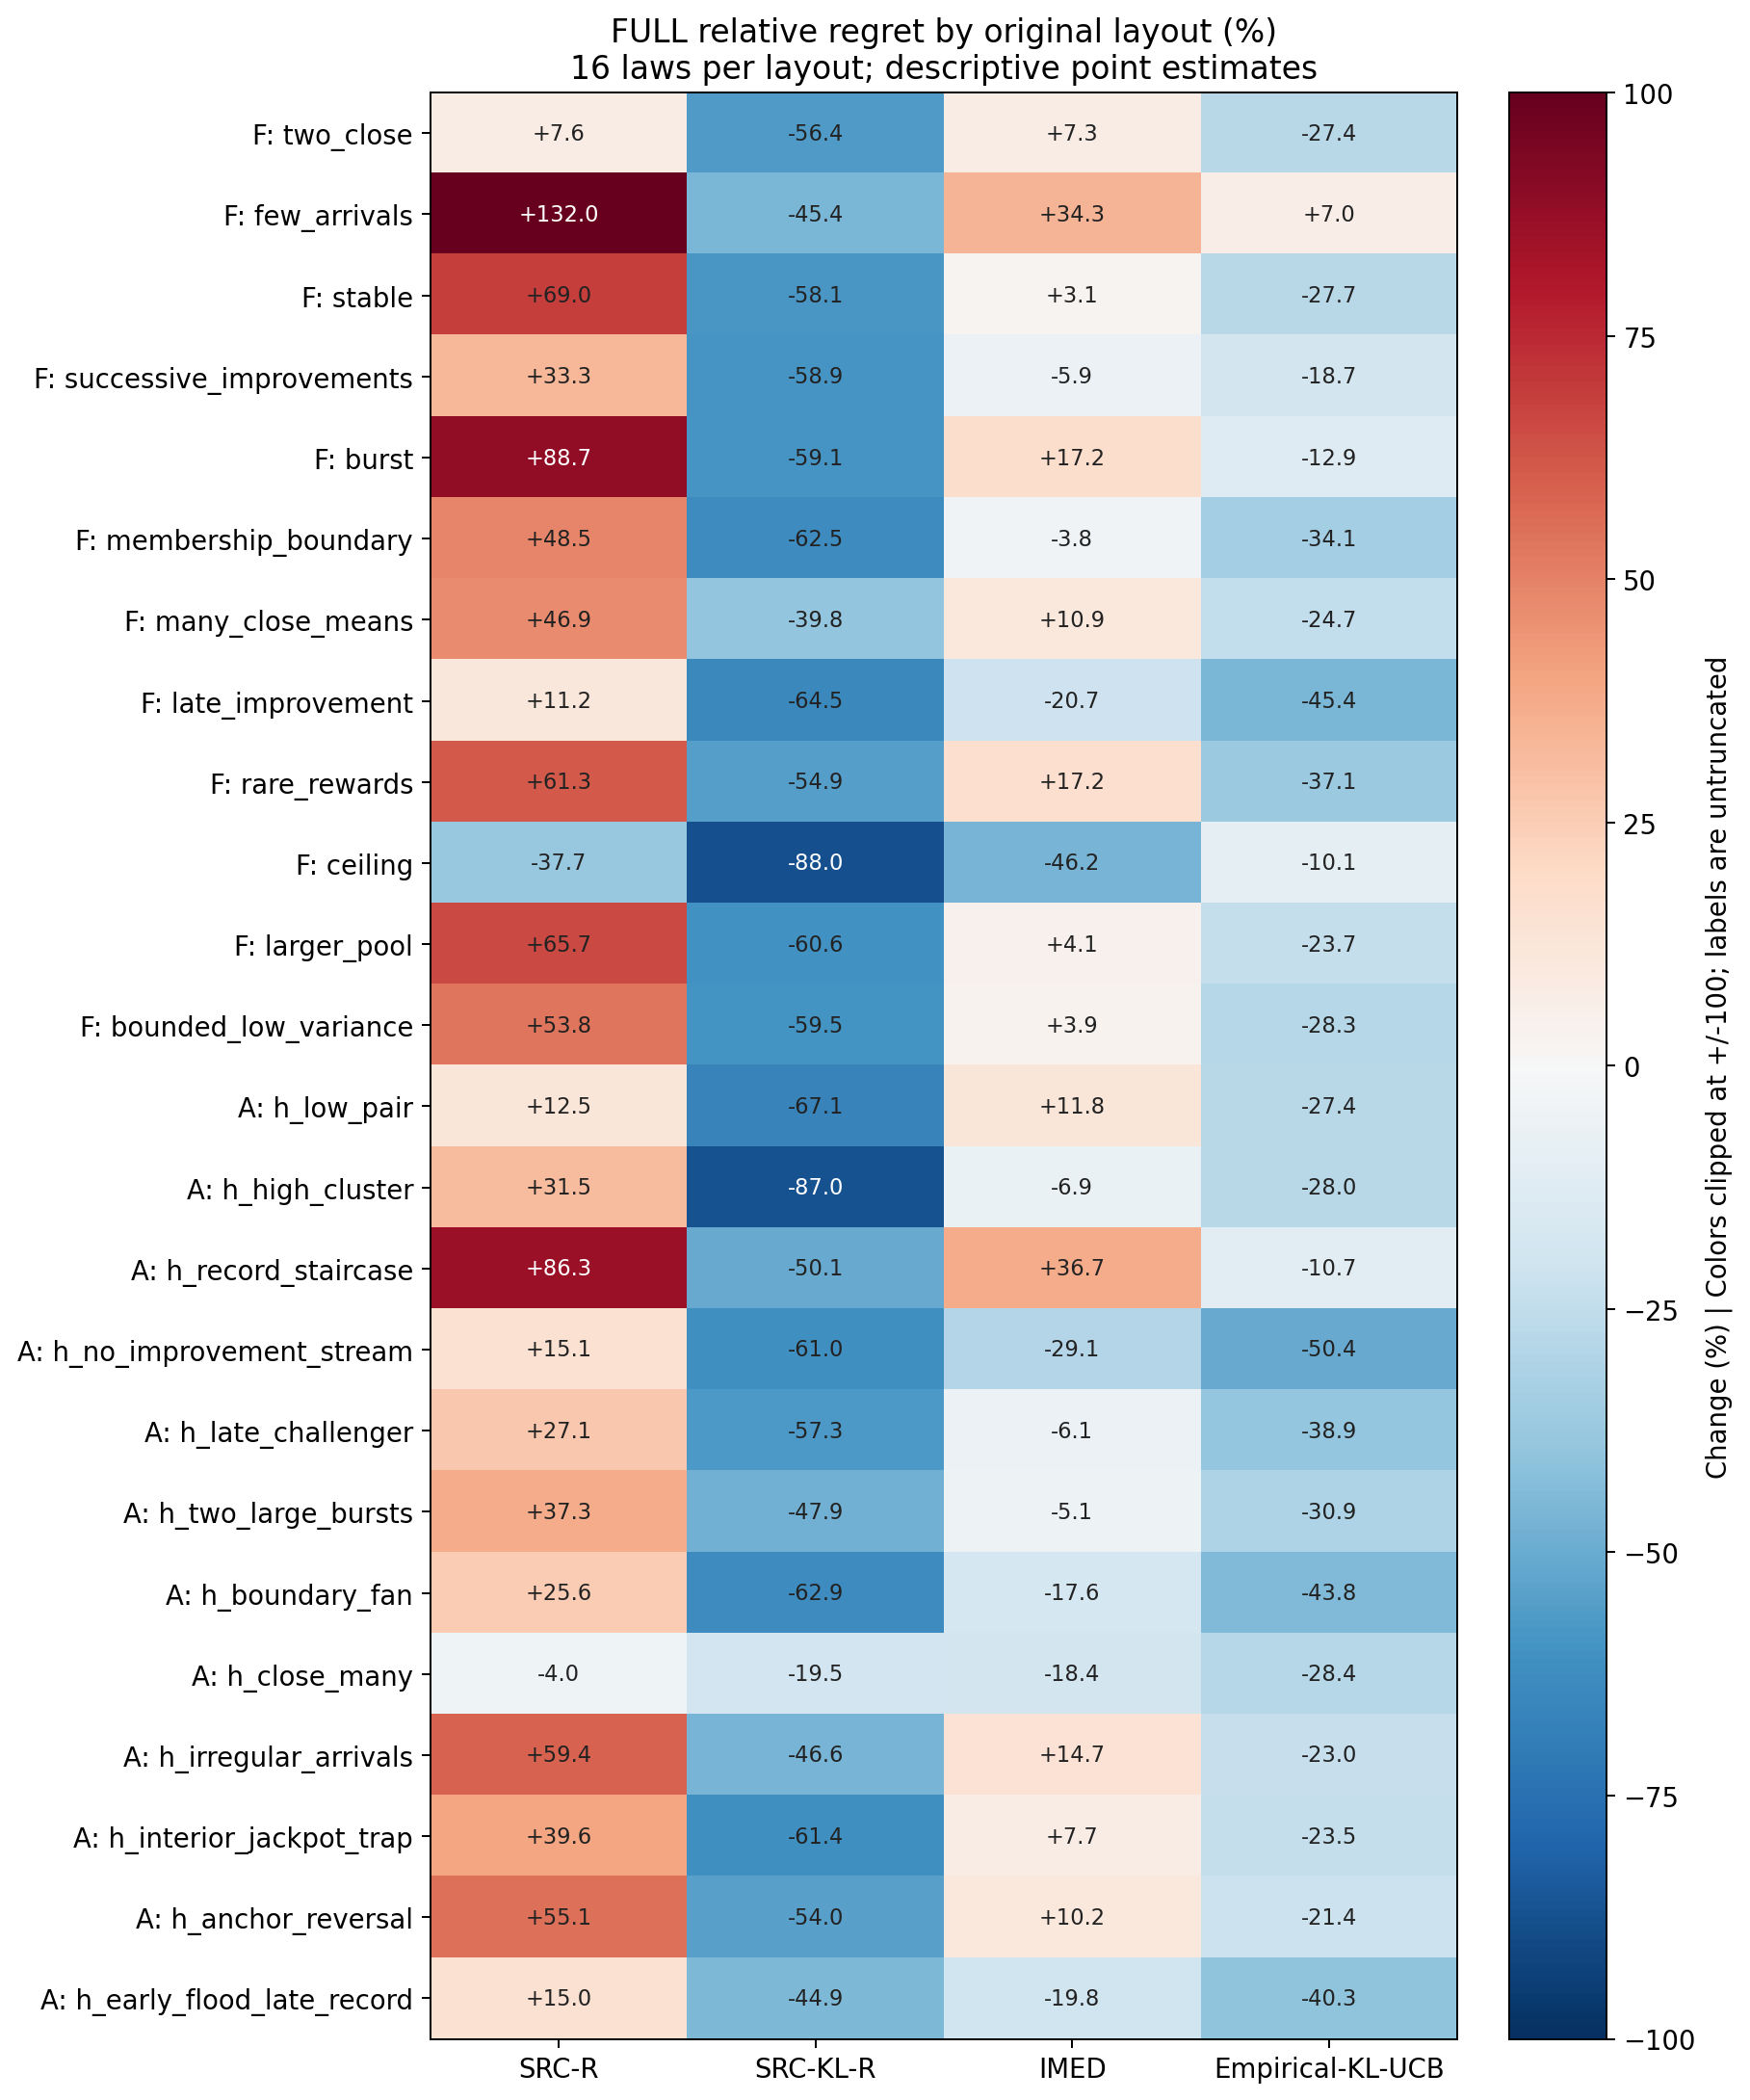 FULL relative regret by original layout (%)
16 laws per layout; descriptive point estimates
F: two_close +7.6 -56.4 +7.3 -27.4
F: few_arrivals +132.0 -45.4 +34.3 +7.0
F: stable +69.0 -58.1 +3.1 -27.7
F: successive_improvements +33.3 -58.9 -5.9 -18.7
F: burst +88.7 -59.1 +17.2 -12.9
F: membership_boundary +48.5 -62.5 -3.8 -34.1
F: many_close_means +46.9 -39.8 +10.9 -24.7
F: late_improvement +11.2 -64.5 -20.7 -45.4
F: rare_rewards +61.3 -54.9 +17.2 -37.1
F: ceiling -37.7 -88.0 -46.2 -10.1
F: larger_pool +65.7 -60.6 +4.1 -23.7
F: bounded_low_variance +53.8 -59.5 +3.9 -28.3
A: h_low_pair +12.5 -67.1 +11.8 -27.4
A: h_high_cluster +31.5 -87.0 -6.9 -28.0
A: h_record_staircase +86.3 -50.1 +36.7 -10.7
A: h_no_improvement_stream +15.1 -61.0 -29.1 -50.4
A: h_late_challenger +27.1 -57.3 -6.1 -38.9
A: h_two_large_bursts +37.3 -47.9 -5.1 -30.9
A: h_boundary_fan +25.6 -62.9 -17.6 -43.8
A: h_close_many -4.0 -19.5 -18.4 -28.4
A: h_irregular_arrivals +59.4 -46.6 +14.7 -23.0
A: h_interior_jackpot_trap +39.6 -61.4 +7.7 -23.5
A: h_anchor_reversal +55.1 -54.0 +10.2 -21.4
A: h_early_flood_late_record +15.0 -44.9 -19.8 -40.3
SRC-R SRC-KL-R IMED Empirical-KL-UCB
100
75
50
25
0
−25
−50
−75
−100
Change (%) | Colors clipped at +/-100; labels are untruncated